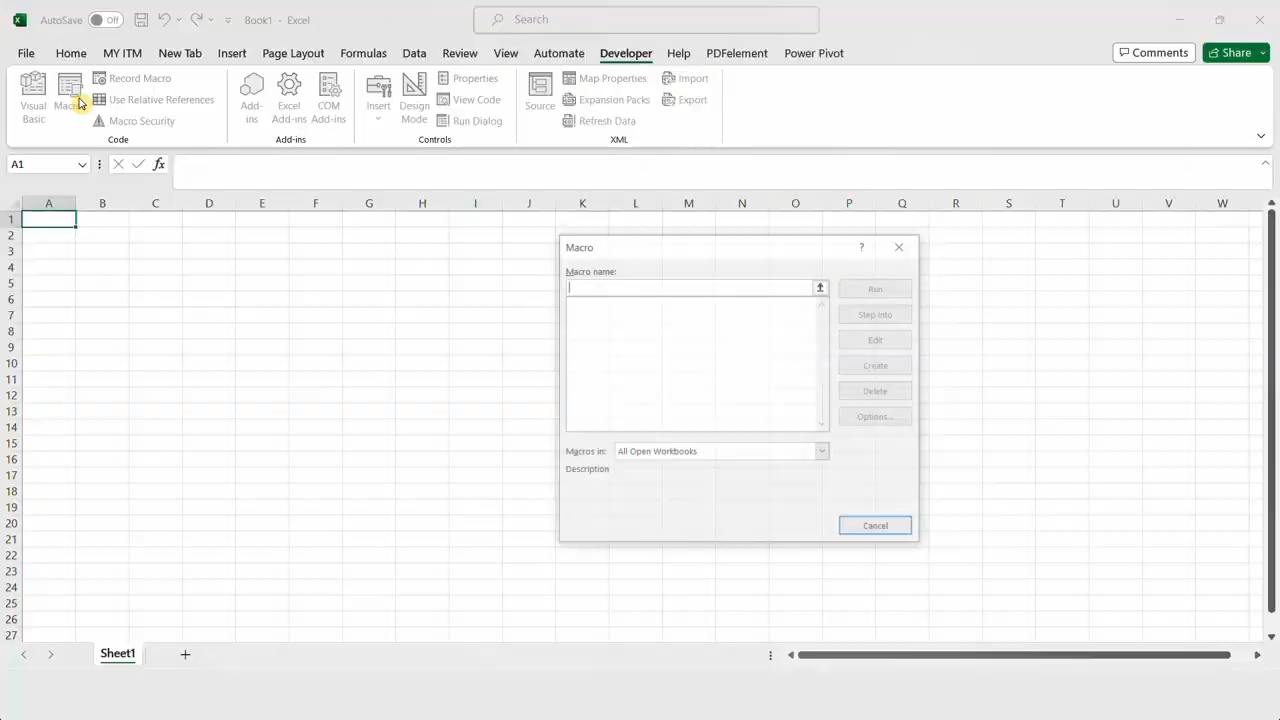 AutoSave Off Book1 - Excel Search
File Home MY ITM New Tab Insert Page Layout Formulas Data Review View Automate Developer Help PDFelement Power Pivot Comments Share
Visual Basic
Macros
Record Macro
Use Relative References
Macro Security
Code
Add-ins
Excel Add-ins
COM Add-ins
Add-ins
Insert
Design Mode
Properties
View Code
Run Dialog
Controls
Source
Map Properties
Expansion Packs
Refresh Data
Import
Export
XML
A1 fx
A B C D E F G H I J K L M N O P Q R S T U V W
1
2
3
4
5
6
7
8
9
10
11
12
13
14
15
16
17
18
19
20
21
22
23
24
25
26
27
Macro ?
Macro name:
Run
Step Into
Edit
Create
Delete
Options...
Macros in: All Open Workbooks
Description
Cancel
Sheet1